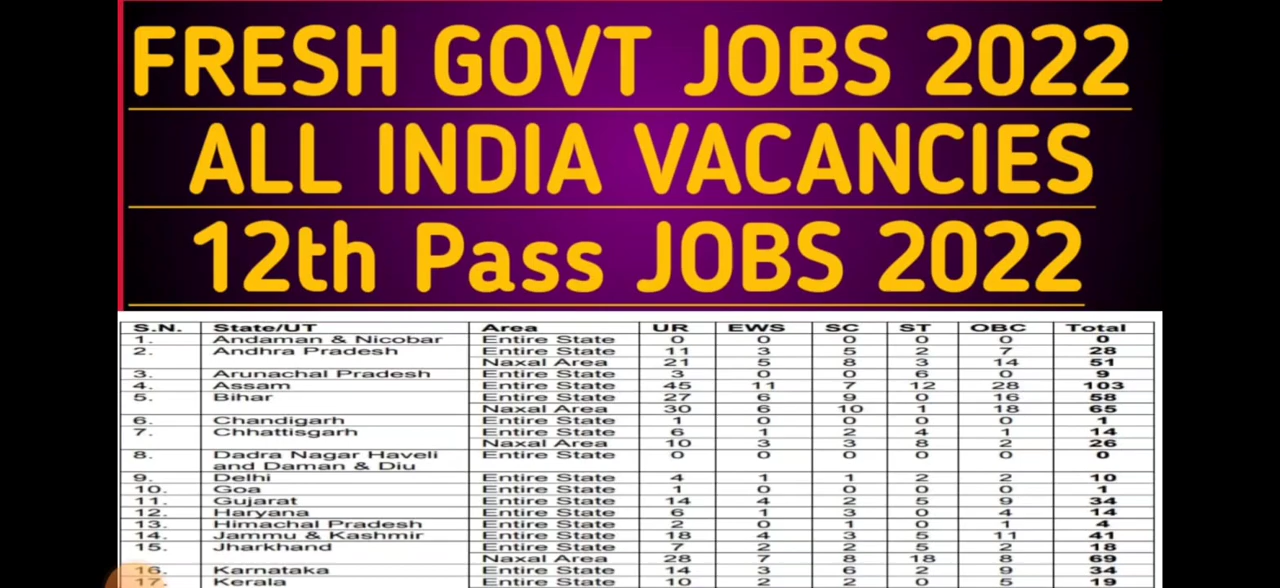 FRESH GOVT JOBS 2022
ALL INDIA VACANCIES
12th Pass JOBS 2022
S.N. State/UT Area UR EWS SC ST OBC Total
1. Andaman & Nicobar Entire State 0 0 0 0 0 0
2. Andhra Pradesh Entire State 11 3 5 2 7 28
Naxal Area 21 5 8 3 14 51
3. Arunachal Pradesh Entire State 3 0 0 6 0 9
4. Assam Entire State 45 11 7 12 28 103
5. Bihar Entire State 27 6 9 0 16 58
Naxal Area 30 6 10 1 18 65
6. Chandigarh Entire State 1 0 0 0 0 1
7. Chhattisgarh Entire State 6 1 2 4 1 14
Naxal Area 10 3 3 8 2 26
8. Dadra Nagar Haveli Entire State 0 0 0 0 0 0
and Daman & Diu
9. Delhi Entire State 4 1 1 2 2 10
10. Goa Entire State 1 0 0 0 0 1
11. Gujarat Entire State 14 4 2 5 9 34
12. Haryana Entire State 6 1 3 0 4 14
13. Himachal Pradesh Entire State 2 0 1 0 1 4
14. Jammu & Kashmir Entire State 18 4 3 5 11 41
15. Jharkhand Entire State 7 2 2 5 2 18
Naxal Area 28 7 8 18 8 69
16. Karnataka Entire State 14 3 6 2 9 34
17. Kerala Entire State 10 2 2 0 5 19